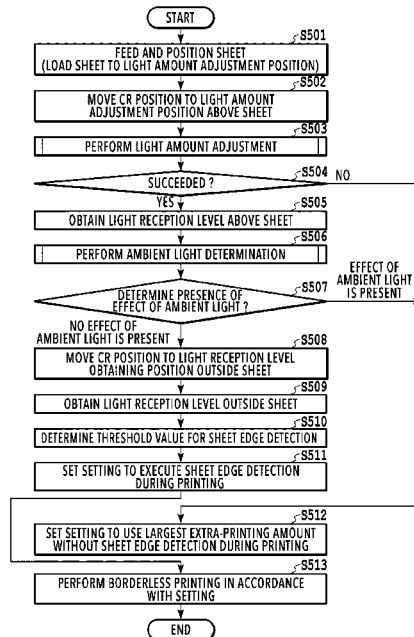 START
S501
FEED AND POSITION SHEET
(LOAD SHEET TO LIGHT AMOUNT ADJUSTMENT POSITION)
S502
MOVE CR POSITION TO LIGHT AMOUNT
ADJUSTMENT POSITION ABOVE SHEET
S503
PERFORM LIGHT AMOUNT ADJUSTMENT
S504
SUCCEEDED ?
NO
YES
S505
OBTAIN LIGHT RECEPTION LEVEL ABOVE SHEET
S506
PERFORM AMBIENT LIGHT DETERMINATION
S507
EFFECT OF
AMBIENT LIGHT
IS PRESENT
DETERMINE PRESENCE OF
EFFECT OF AMBIENT LIGHT ?
NO EFFECT OF
AMBIENT LIGHT IS PRESENT
S508
MOVE CR POSITION TO LIGHT RECEPTION LEVEL
OBTAINING POSITION OUTSIDE SHEET
S509
OBTAIN LIGHT RECEPTION LEVEL OUTSIDE SHEET
S510
DETERMINE THRESHOLD VALUE FOR SHEET EDGE DETECTION
S511
SET SETTING TO EXECUTE SHEET EDGE DETECTION
DURING PRINTING
S512
SET SETTING TO USE LARGEST EXTRA-PRINTING AMOUNT
WITHOUT SHEET EDGE DETECTION DURING PRINTING
S513
PERFORM BORDERLESS PRINTING IN ACCORDANCE
WITH SETTING
END